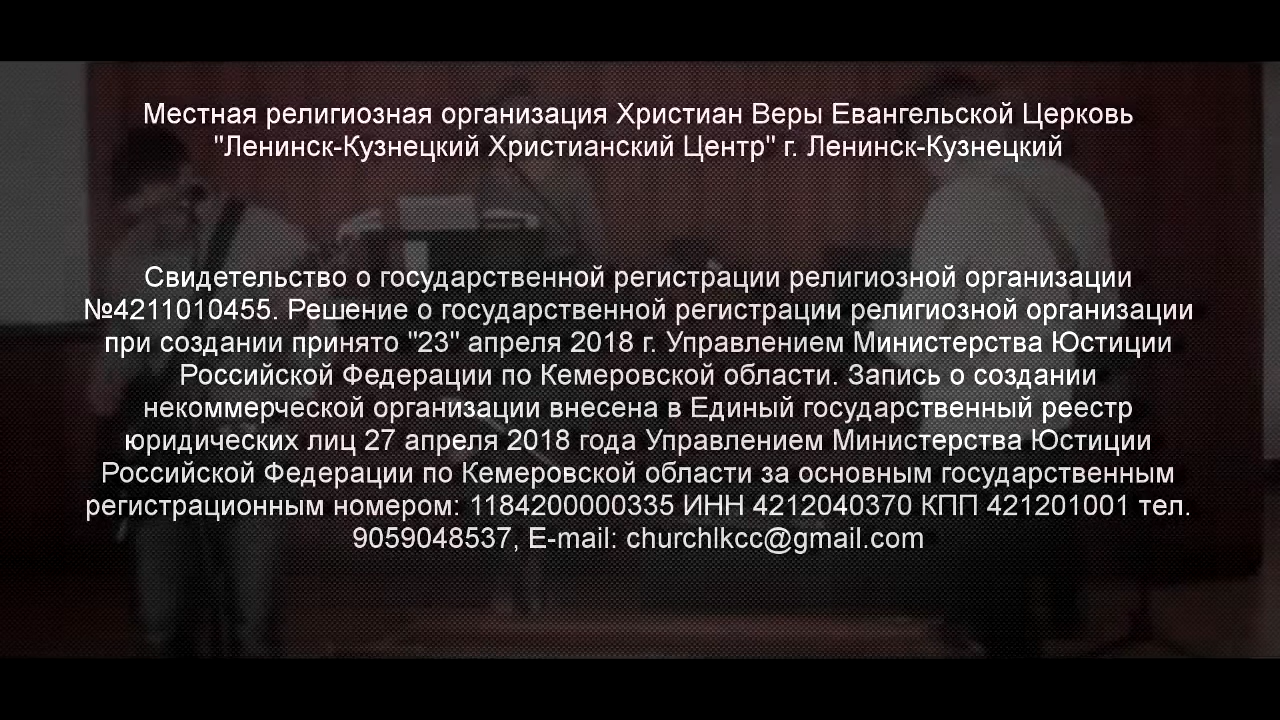 Местная религиозная организация Христиан Веры Евангельской Церковь
"Ленинск-Кузнецкий Христианский Центр" г. Ленинск-Кузнецкий
Свидетельство о государственной регистрации религиозной организации
№4211010455. Решение о государственной регистрации религиозной организации
при создании принято "23" апреля 2018 г. Управлением Министерства Юстиции
Российской Федерации по Кемеровской области. Запись о создании
некоммерческой организации внесена в Единый государственный реестр
юридических лиц 27 апреля 2018 года Управлением Министерства Юстиции
Российской Федерации по Кемеровской области за основным государственным
регистрационным номером: 1184200000335 ИНН 4212040370 КПП 421201001 тел.
9059048537, E-mail: churchlkcc@gmail.com